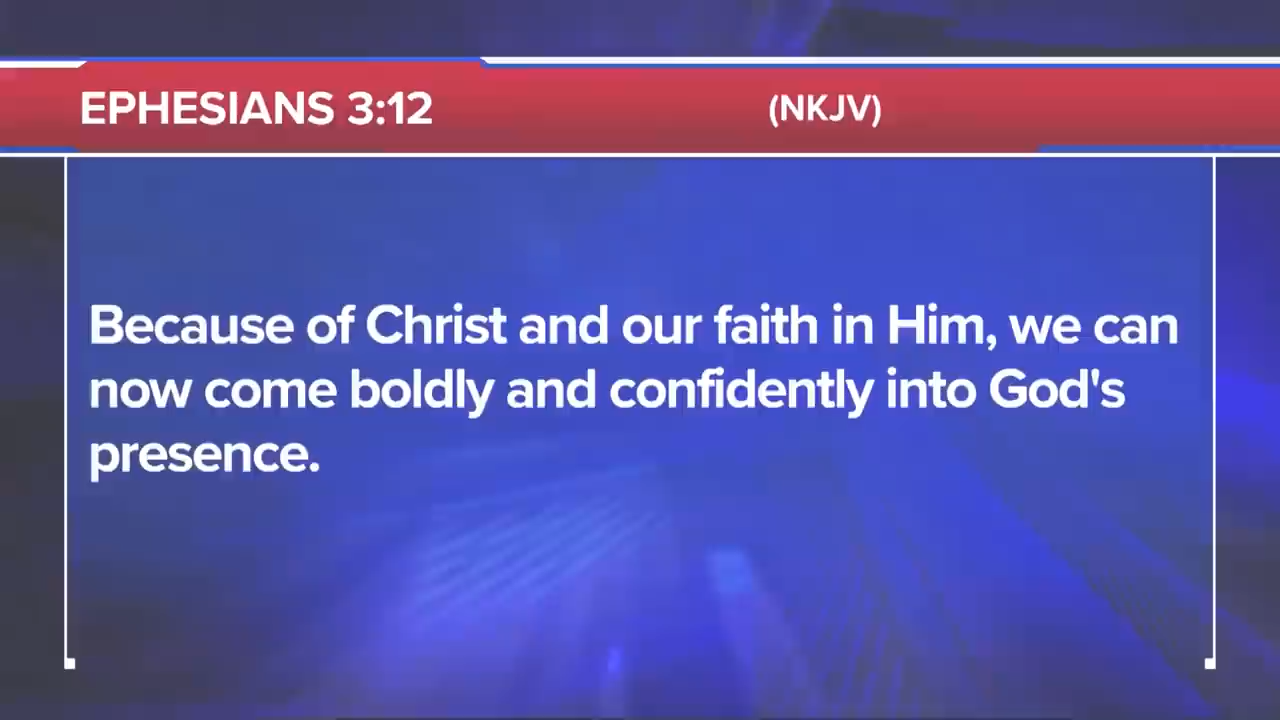 EPHESIANS 3:12 (NKJV)
Because of Christ and our faith in Him, we can
now come boldly and confidently into God's
presence.